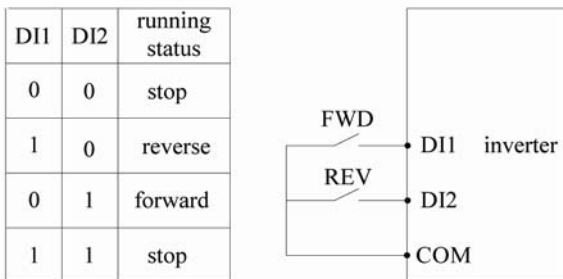 DI1 DI2 running status
0 0 stop
1 0 reverse
0 1 forward
1 1 stop
FWD
DI1 inverter
REV
DI2
COM